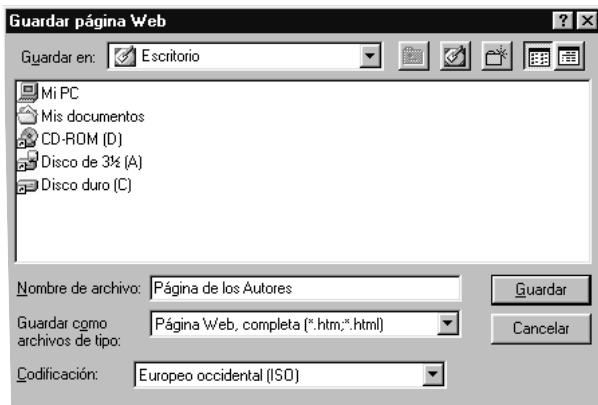 Guardar página Web
Guardar en: Escritorio
Mi PC
Mis documentos
CD-ROM (D)
Disco de 3½ (A)
Disco duro (C)
Nombre de archivo: Página de los Autores Guardar
Guardar como archivos de tipo: Página Web, completa (*.htm;*.html) Cancelar
Codificación: Europeo occidental (ISO)